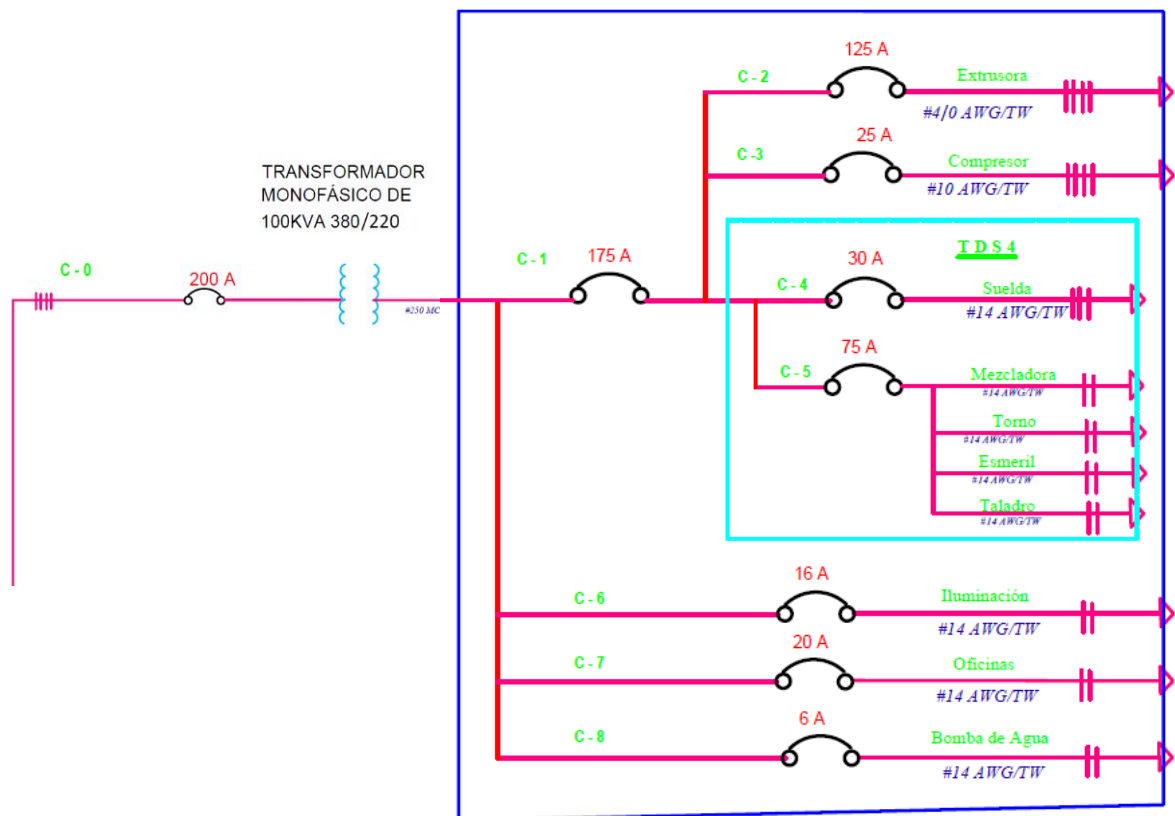 125 A
C - 2
Extrusora
#4/0 AWG/TW
25 A
C -3
Compresor
#10 AWG/TW
TRANSFORMADOR
MONOFÁSICO DE
100KVA 380/220
C - 0
200 A
#250 MC
C - 1
175 A
T D S 4
30 A
C - 4
Suelda
#14 AWG/TW
75 A
C - 5
Mezcladora
#14 AWG/TW
Torno
#14 AWG/TW
Esmeril
#14 AWG/TW
Taladro
#14 AWG/TW
16 A
C - 6
Iluminación
#14 AWG/TW
20 A
C - 7
Oficinas
#14 AWG/TW
6 A
C - 8
Bomba de Agua
#14 AWG/TW